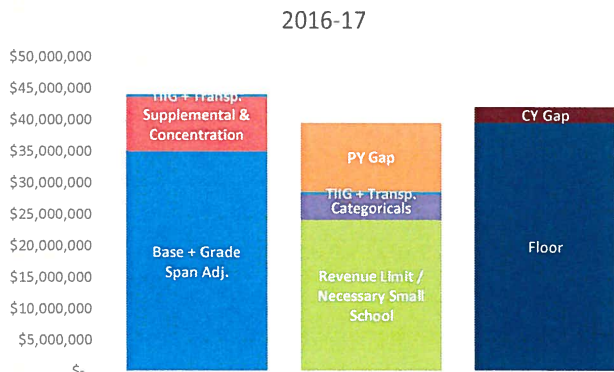 2016-17
$50,000,000
$45,000,000
$40,000,000
$35,000,000
$30,000,000
$25,000,000
$20,000,000
$15,000,000
$10,000,000
$5,000,000
$-
TIIG + Transp.
Supplemental &
Concentration
Base + Grade
Span Adj.
PY Gap
TIIG + Transp.
Categoricals
Revenue Limit /
Necessary Small
School
CY Gap
Floor